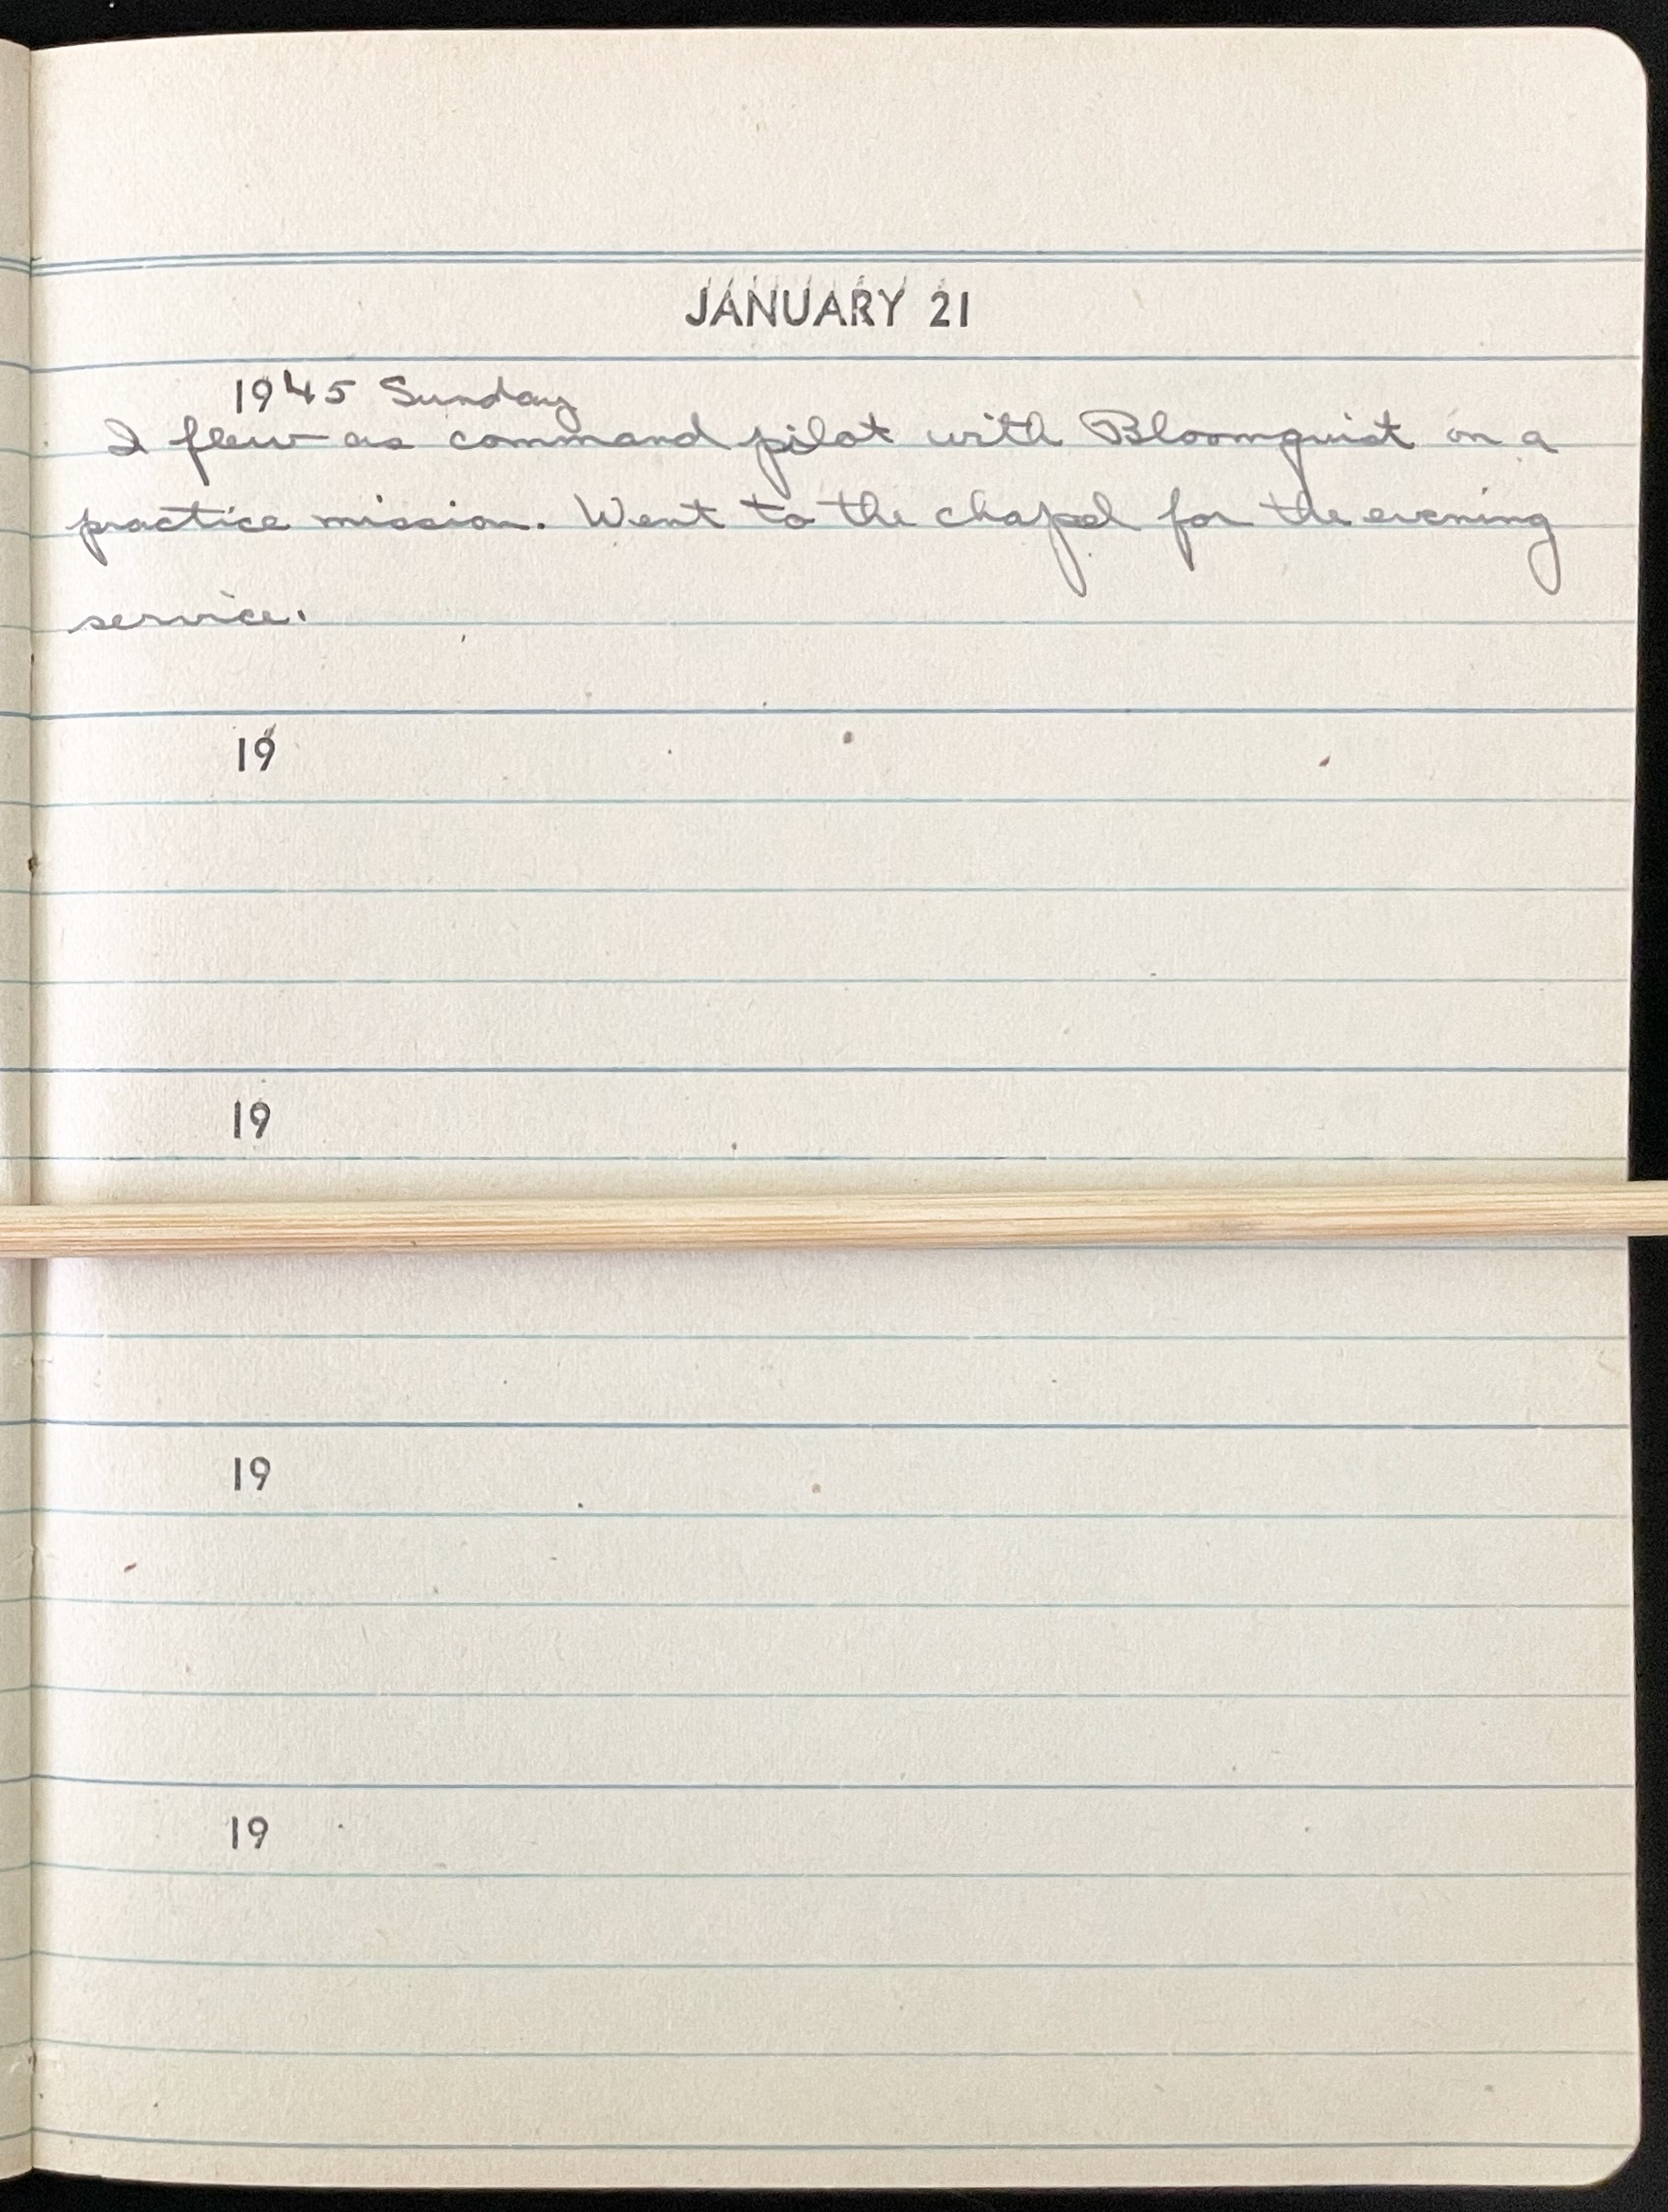 JANUARY 21
1945 Sunday
I flew as command pilot with Bloomquist on a
practice mission. Went to the chapel for the evening
service.
19
19
19
19